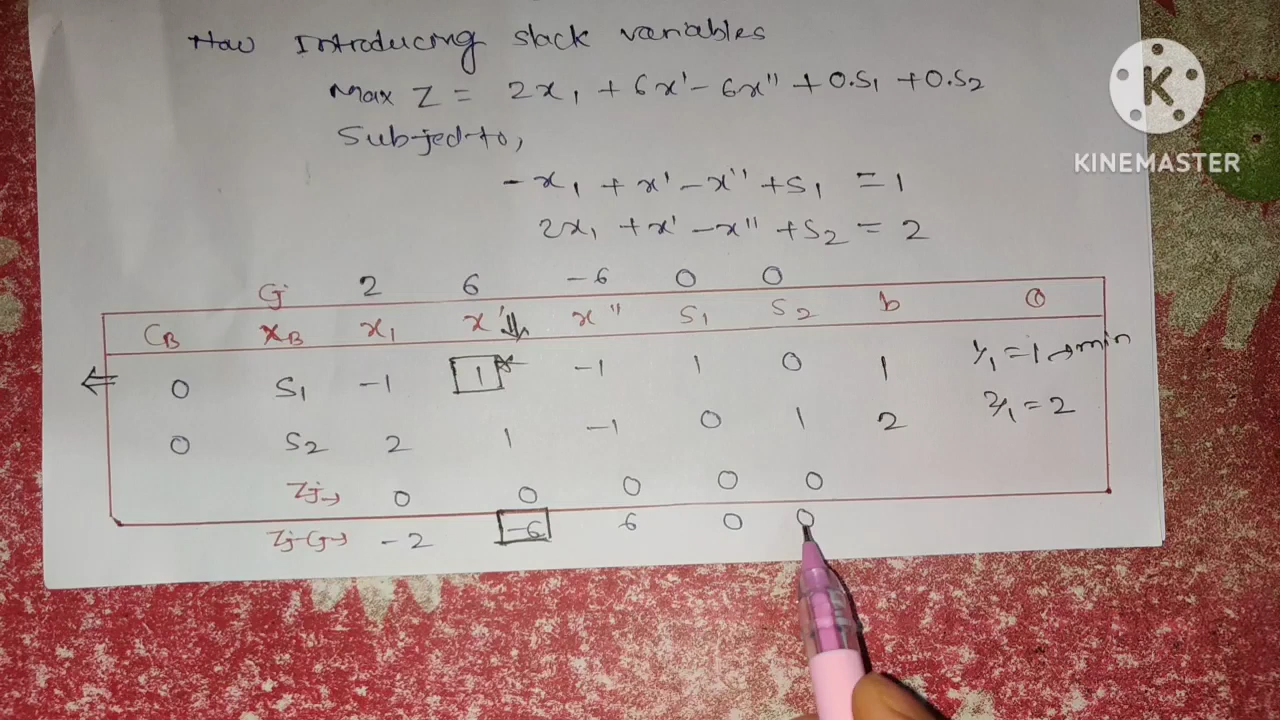 Now Introducing slack variables
Max Z = 2x₁ + 6x' - 6x'' + 0.S₁ + 0.S₂
Subjed-to,
K
KINEMASTER
-x₁ + x' - x'' + S₁ = 1
2x₁ + x' - x'' + S₂ = 2
Cj 2 6 -6 0 0
C_B X_B x₁ x' x'' S₁ S₂ b θ
0 S₁ -1 1 -1 1 0 1 1/1 = 1 → min
0 S₂ 2 1 -1 0 1 2 2/1 = 2
Zj→ 0 0 0 0 0
Zj-Cj→ -2 -6 6 0 0